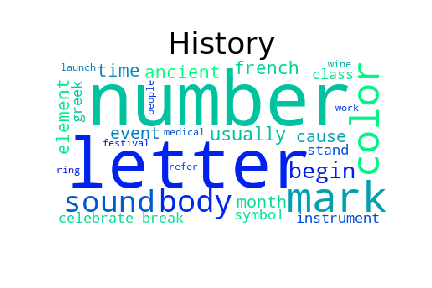 History
launch time ancient french wine
class
element greek number people work color
event medical usually cause
festival stand
letter
ring refer begin
sound body month mark
celebrate break symbol instrument